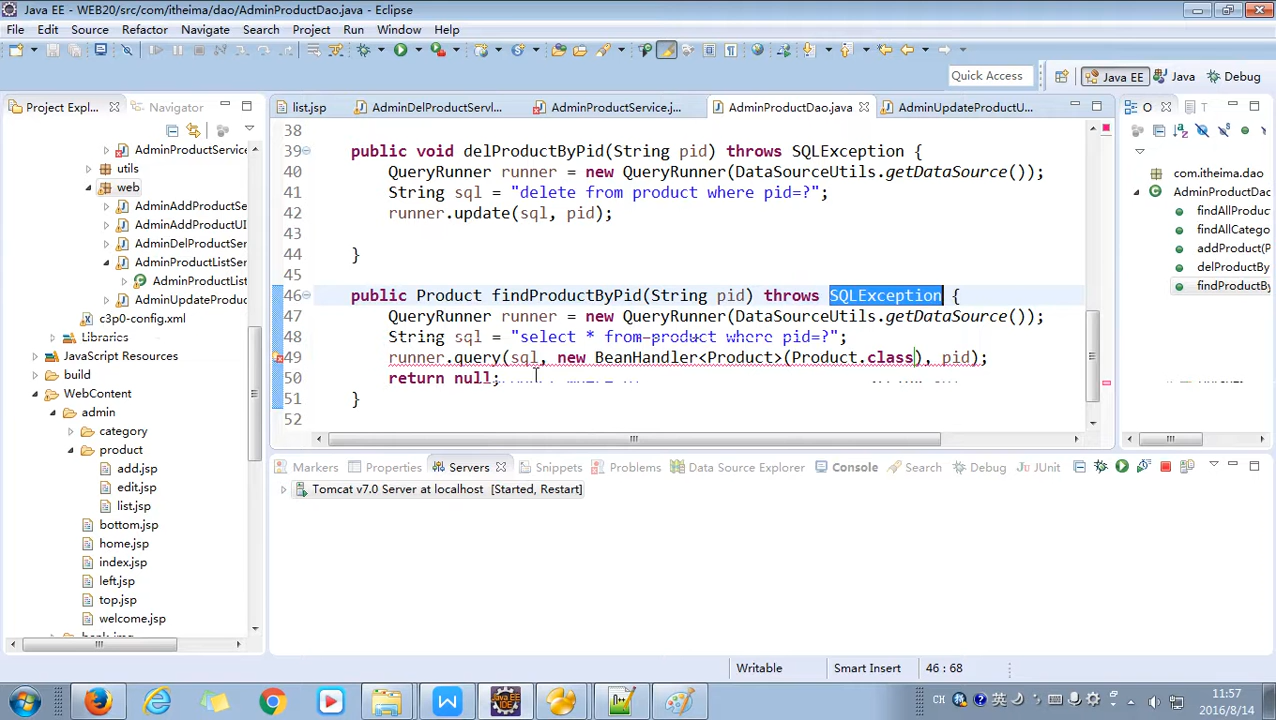 Java EE - WEB20/src/com/itheima/dao/AdminProductDao.java - Eclipse
File Edit Source Refactor Navigate Search Project Run Window Help
Quick Access
Java EE
Java
Debug
Project Expl...
Navigator
list.jsp
AdminDelProductServl...
AdminProductService.j...
AdminProductDao.java
AdminUpdateProductU...
O
AdminProductService
utils
web
AdminAddProductSe
AdminAddProductUI
AdminDelProductSer
AdminProductListSer
AdminProductList
AdminUpdateProduc
c3p0-config.xml
Libraries
JavaScript Resources
build
WebContent
admin
category
product
add.jsp
edit.jsp
list.jsp
bottom.jsp
home.jsp
index.jsp
left.jsp
top.jsp
welcome.jsp
38
39 public void delProductByPid(String pid) throws SQLException {
40 QueryRunner runner = new QueryRunner(DataSourceUtils.getDataSource());
41 String sql = "delete from product where pid=?";
42 runner.update(sql, pid);
43
44 }
45
46 public Product findProductByPid(String pid) throws SQLException {
47 QueryRunner runner = new QueryRunner(DataSourceUtils.getDataSource());
48 String sql = "select * from product where pid=?";
49 runner.query(sql, new BeanHandler<Product>(Product.class), pid);
50 return null;
51 }
52
com.itheima.dao
AdminProductDa
findAllProduc
findAllCatego
addProduct(P
delProductBy
findProductBy
Markers Properties Servers Snippets Problems Data Source Explorer Console Search Debug JUnit
Tomcat v7.0 Server at localhost [Started, Restart]
Writable Smart Insert 46 : 68
CH 英
11:57
2016/8/14